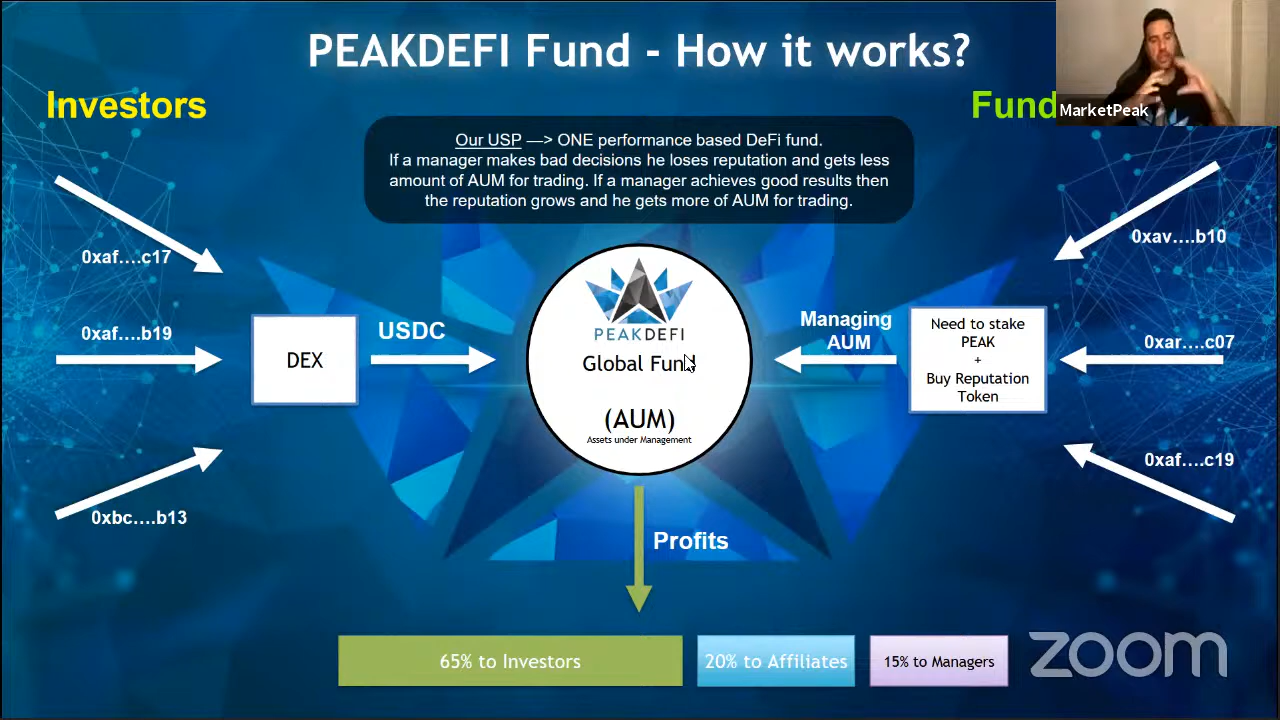 PEAKDEFI Fund - How it works?
Investors
Fund
MarketPeak
Our USP —> ONE performance based DeFi fund.
If a manager makes bad decisions he loses reputation and gets less
amount of AUM for trading. If a manager achieves good results then
the reputation grows and he gets more of AUM for trading.
0xaf....c17
0xaf....b19
0xbc....b13
DEX
USDC
PEAKDEFI
Global Fund
(AUM)
Assets under Management
Managing
AUM
Need to stake
PEAK
+
Buy Reputation
Token
0xav....b10
0xar....c07
0xaf....c19
Profits
65% to Investors
20% to Affiliates
15% to Managers
zoom